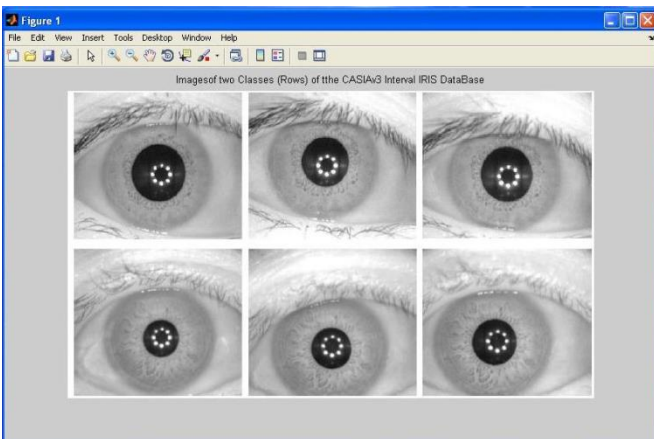 Figure 1
File Edit View Insert Tools Desktop Window Help
Imagesof two Classes (Rows) of tthe CASIAv3 Interval IRIS DataBase